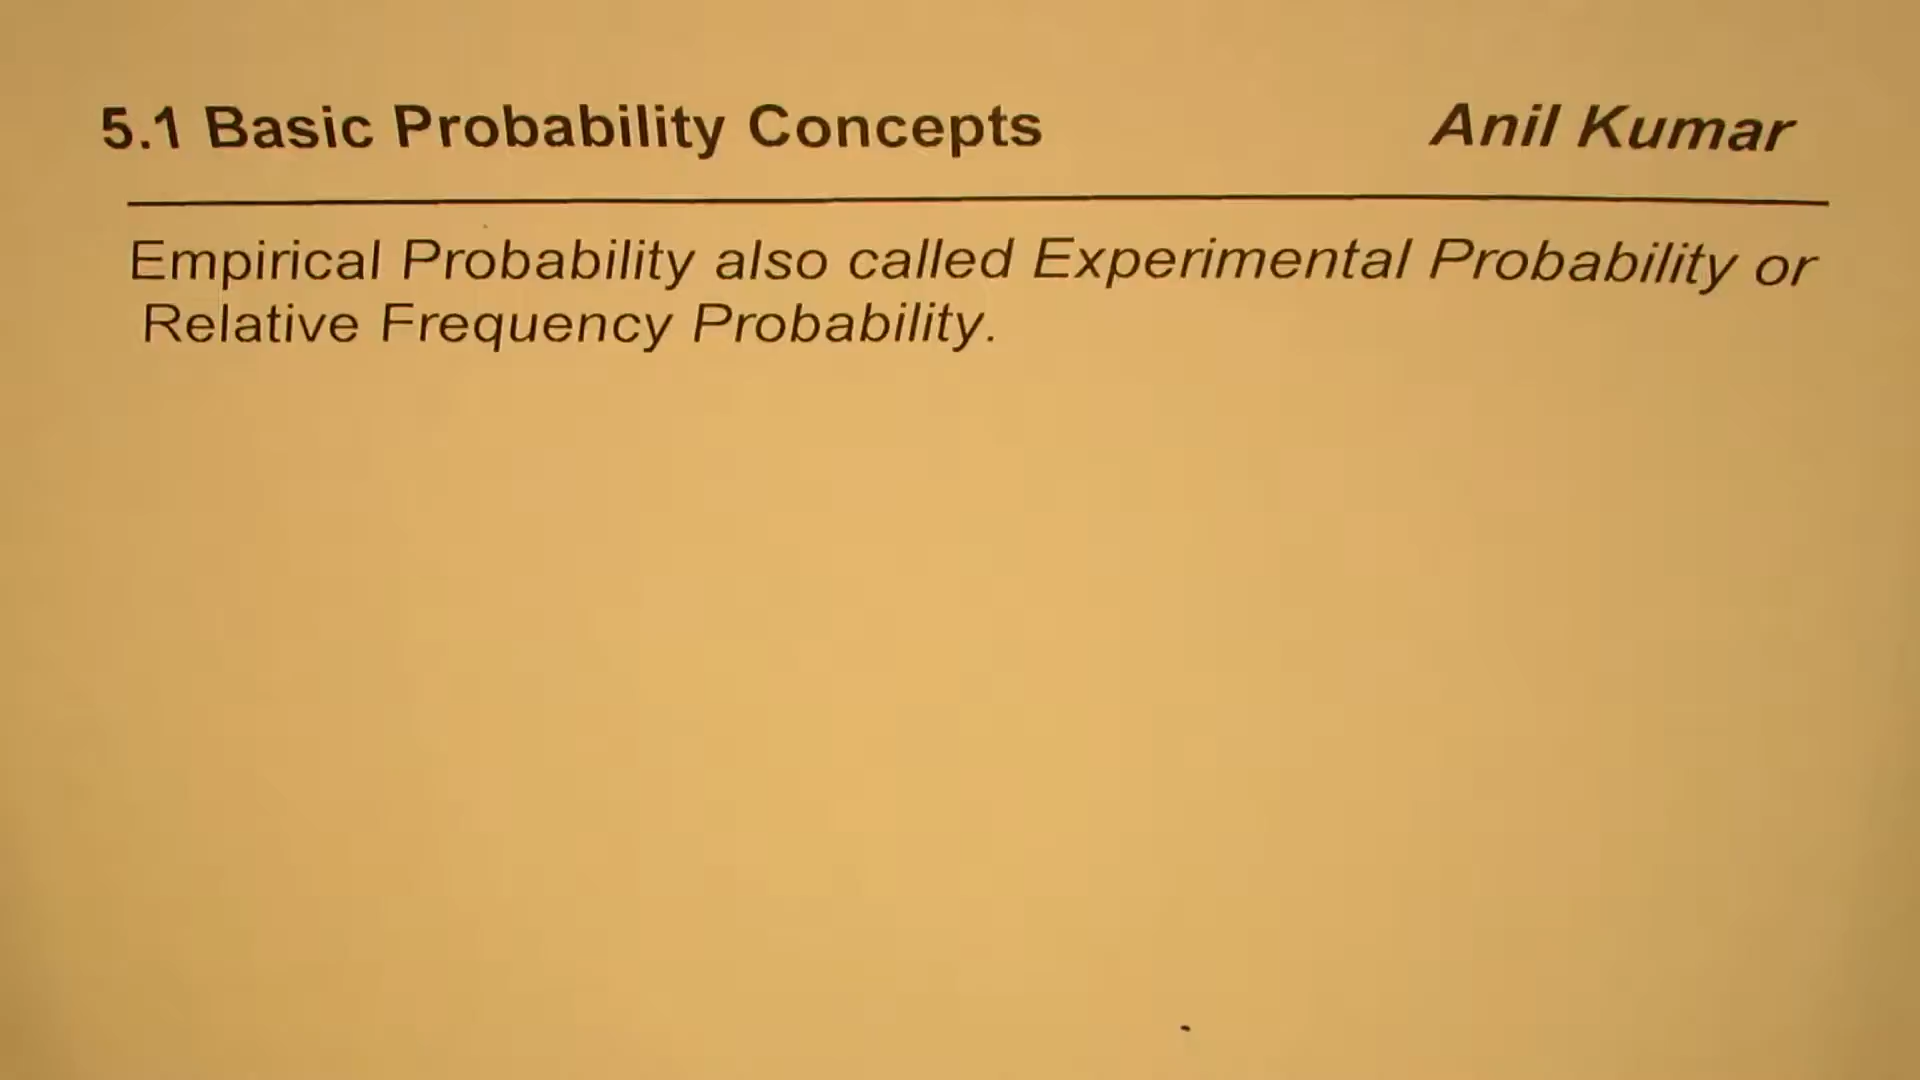 5.1 Basic Probability Concepts Anil Kumar
Empirical Probability also called Experimental Probability or
Relative Frequency Probability.